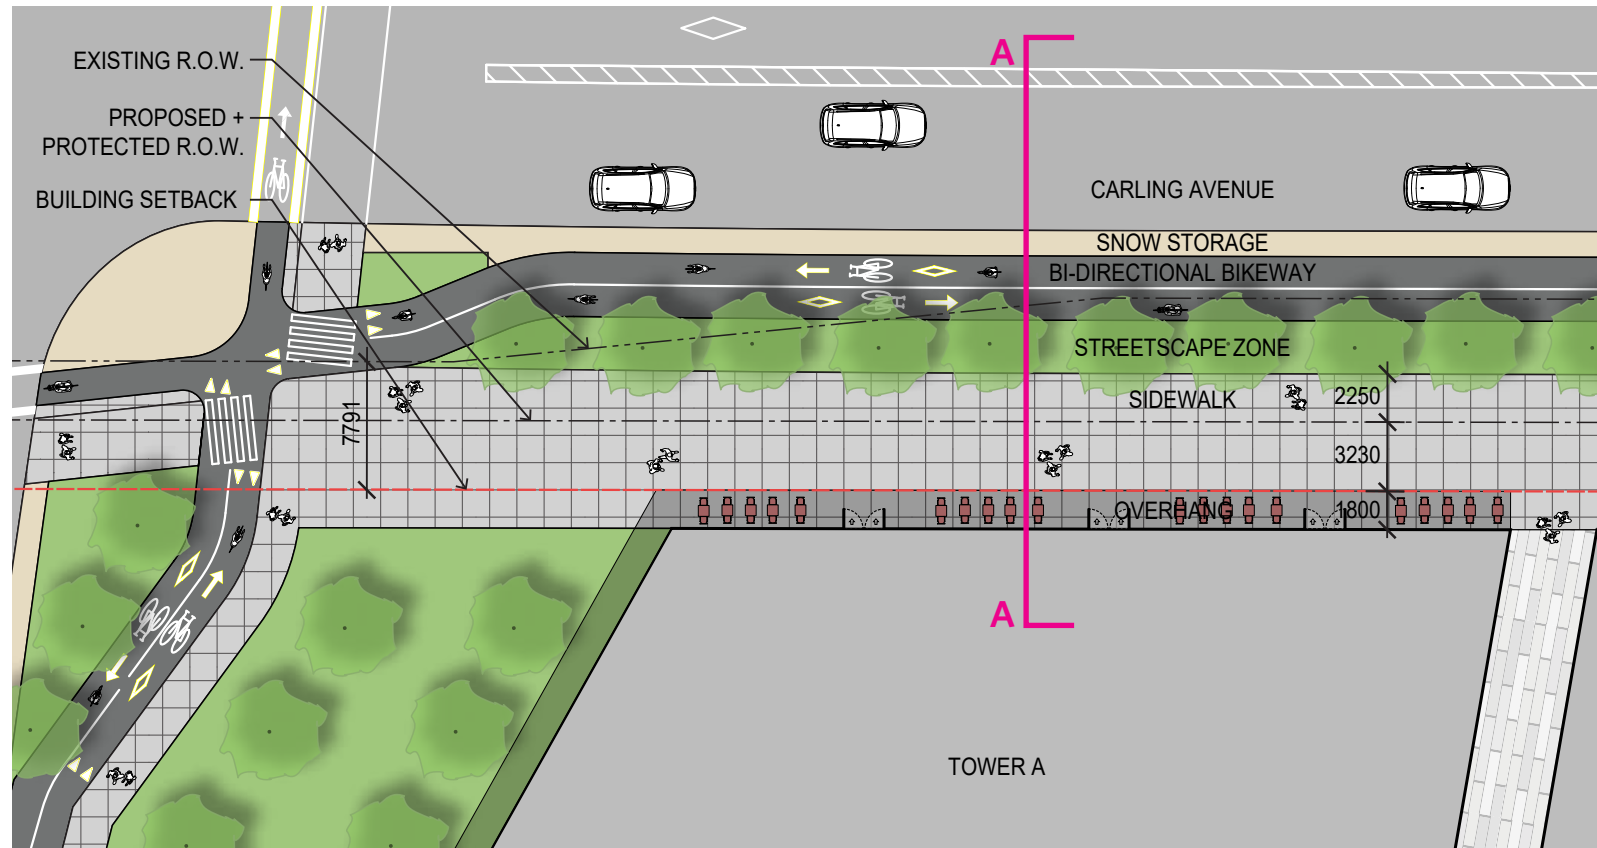 EXISTING R.O.W.
PROPOSED +
PROTECTED R.O.W.
BUILDING SETBACK
A
CARLING AVENUE
SNOW STORAGE
BI-DIRECTIONAL BIKEWAY
STREETSCAPE ZONE
SIDEWALK
2250
7791
3230
OVERHANG
1800
A
TOWER A